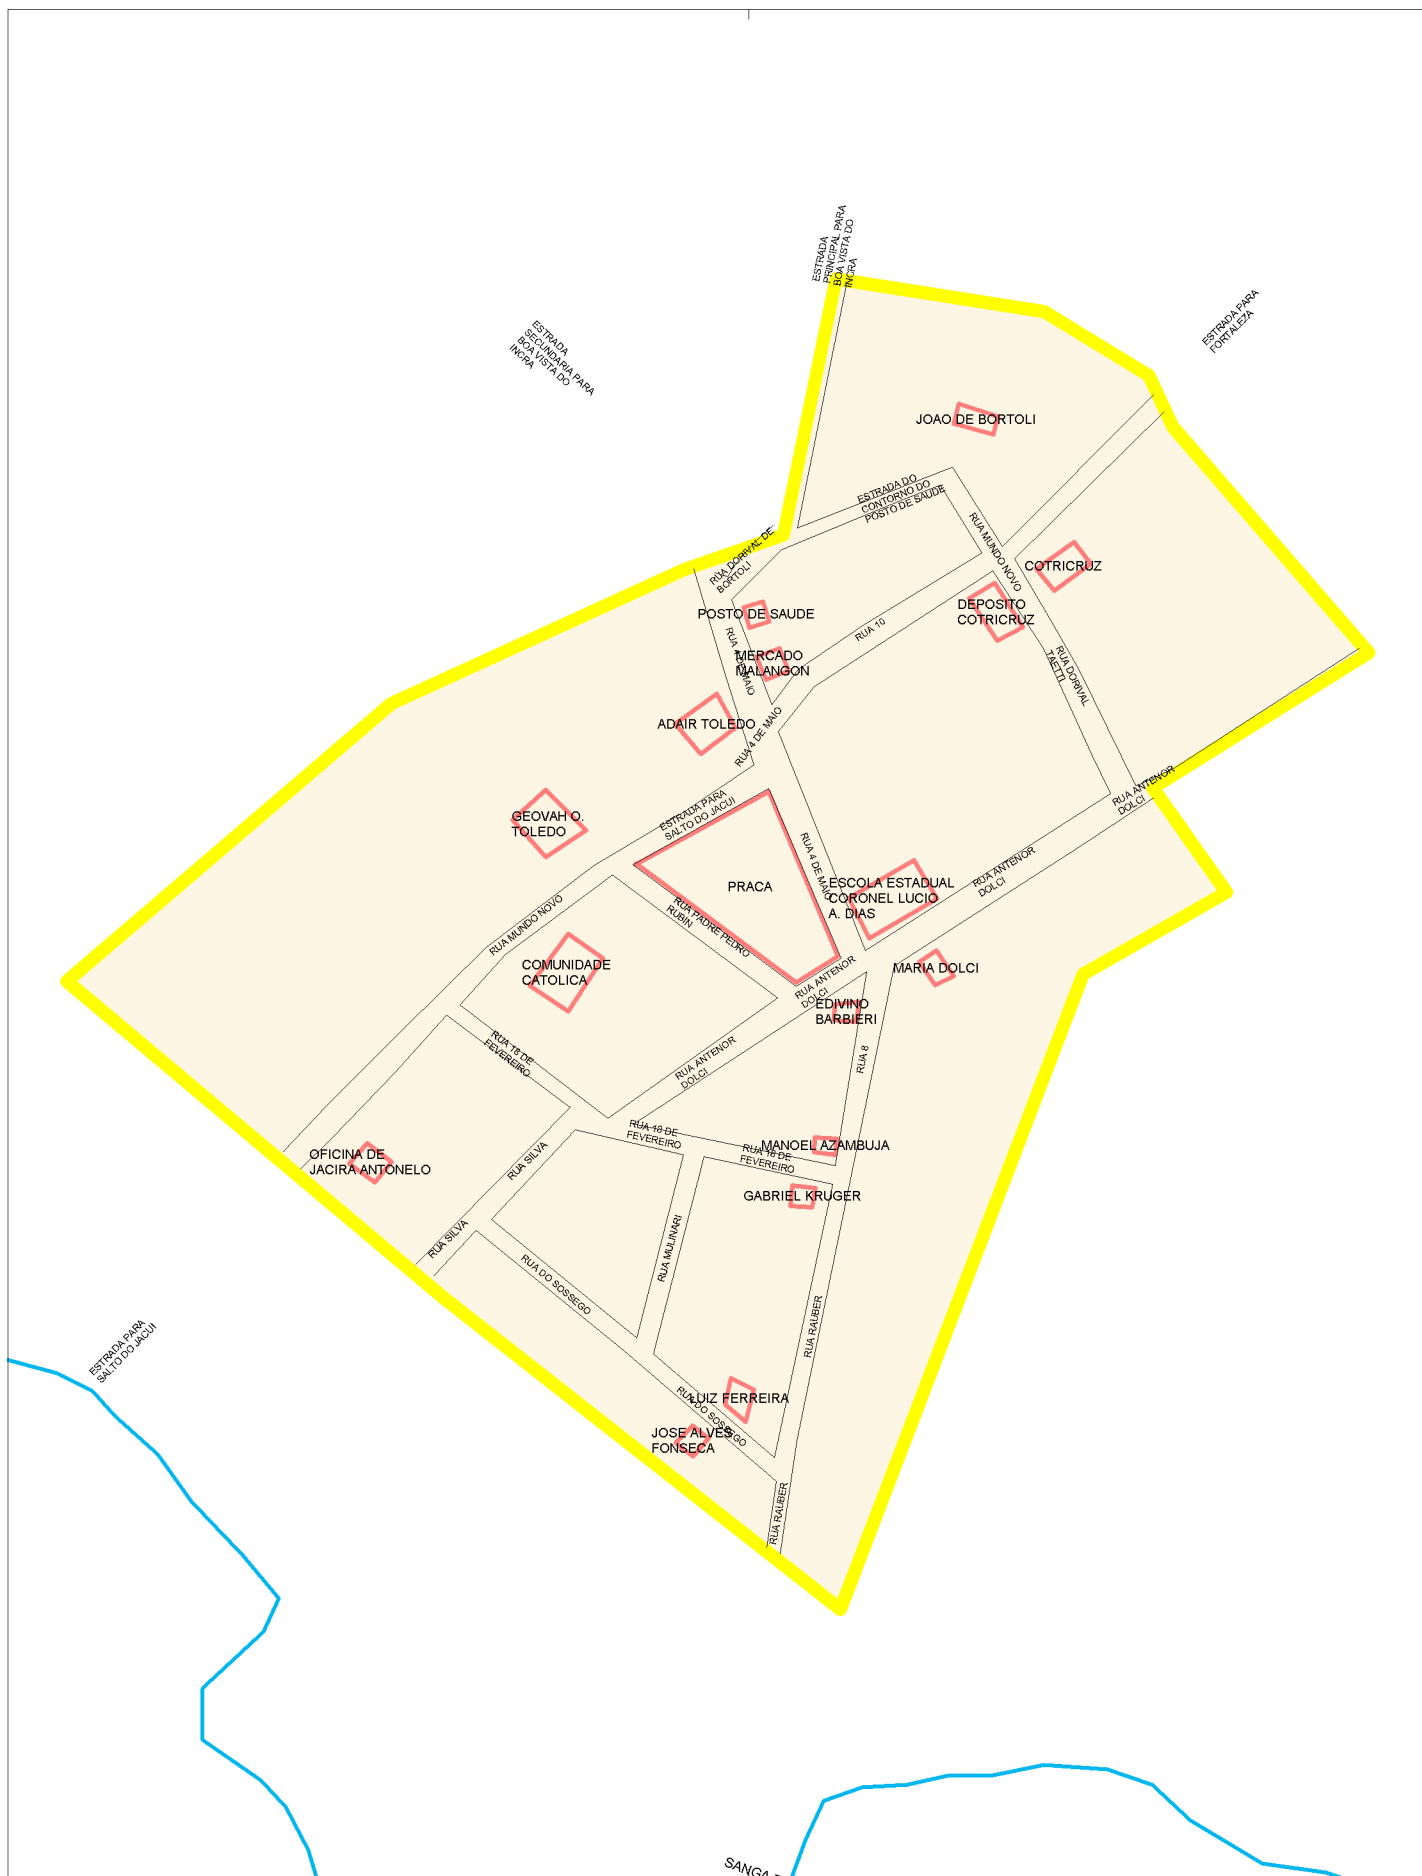 ESTRADA
PRINCIPAL PARA
BOA VISTA DO
INCRA
ESTRADA PARA
FORTALEZA
ESTRADA
SECUNDARIA PARA
BOA VISTA DO
INCRA
JOAO DE BORTOLI
ESTRADA DO
CONTORNO DO
POSTO DE SAUDE
RUA MUNDO NOVO
RUA DORIVAL DE
BORTOLI
COTRICRUZ
DEPOSITO
COTRICRUZ
POSTO DE SAUDE
RUA 10
RUA 4 DE MAIO
MERCADO
MALANGON
RUA DORIVAL
TAETTI
ADAIR TOLEDO
RUA 4 DE MAIO
RUA ANTENOR
DOLCI
ESTRADA PARA
SALTO DO JACUI
GEOVAH O.
TOLEDO
RUA 4 DE MAIO
PRACA
ESCOLA ESTADUAL
CORONEL LUCIO
A. DIAS
RUA ANTENOR
DOLCI
RUA MUNDO NOVO
RUA PADRE PEDRO
RUBIN
COMUNIDADE
CATOLICA
MARIA DOLCI
RUA ANTENOR
DOLCI
EDIVINO
BARBIERI
RUA 18 DE
FEVEREIRO
RUA ANTENOR
DOLCI
RUA 8
RUA 18 DE
FEVEREIRO
MANOEL AZAMBUJA
RUA 18 DE
FEVEREIRO
OFICINA DE
JACIRA ANTONELO
RUA SILVA
GABRIEL KRUGER
RUA SILVA
RUA MULINARI
RUA DO SOSSEGO
RUA RAUBER
ESTRADA PARA
SALTO DO JACUI
LUIZ FERREIRA
RUA DO SOSSEGO
JOSE ALVES
FONSECA
RUA RAUBER
SANGA